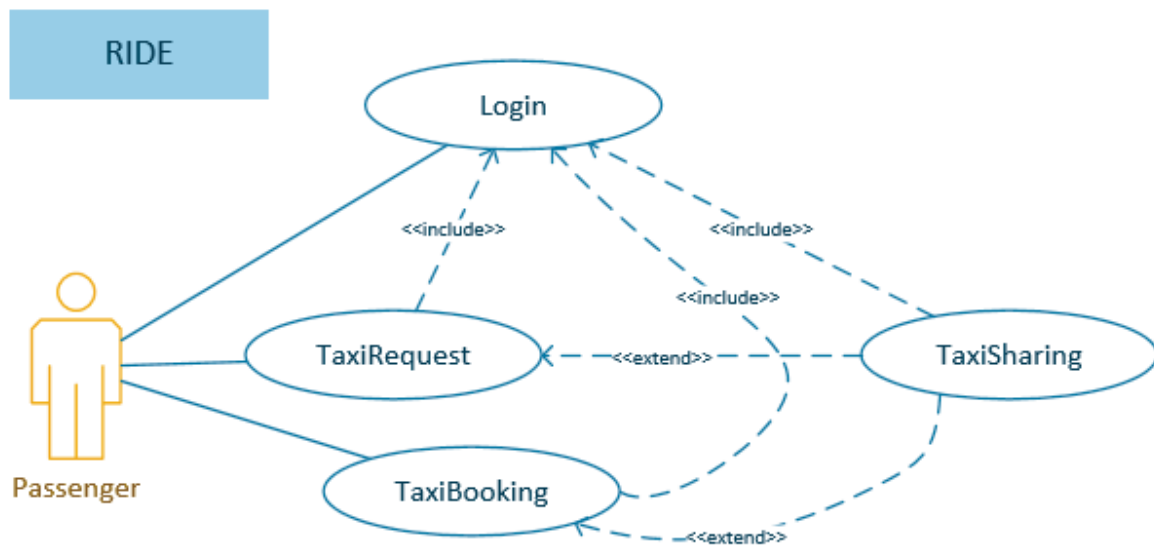 RIDE
Login
<<include>>
<<include>>
<<include>>
TaxiRequest
<<extend>>
TaxiSharing
Passenger
TaxiBooking
<<extend>>